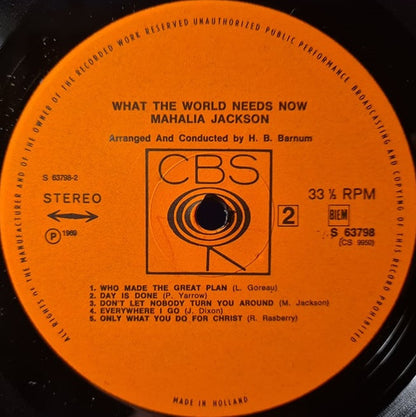 ALL RIGHTS OF THE MANUFACTURER AND OF THE OWNER OF THE RECORDED WORK RESERVED UNAUTHORIZED PUBLIC PERFORMANCE, BROADCASTING AND COPYING OF THIS RECORD PROHIBITED
WHAT THE WORLD NEEDS NOW
MAHALIA JACKSON
Arranged And Conducted by H. B. Barnum
CBS
S 63798-2
STEREO
P 1969
2
33 ⅓ RPM
BIEM
S 63798
(CS 9950)
1. WHO MADE THE GREAT PLAN (L. Goreau)
2. DAY IS DONE (P. Yarrow)
3. DON'T LET NOBODY TURN YOU AROUND (M. Jackson)
4. EVERYWHERE I GO (J. Dixon)
5. ONLY WHAT YOU DO FOR CHRIST (R. Rasberry)
MADE IN HOLLAND